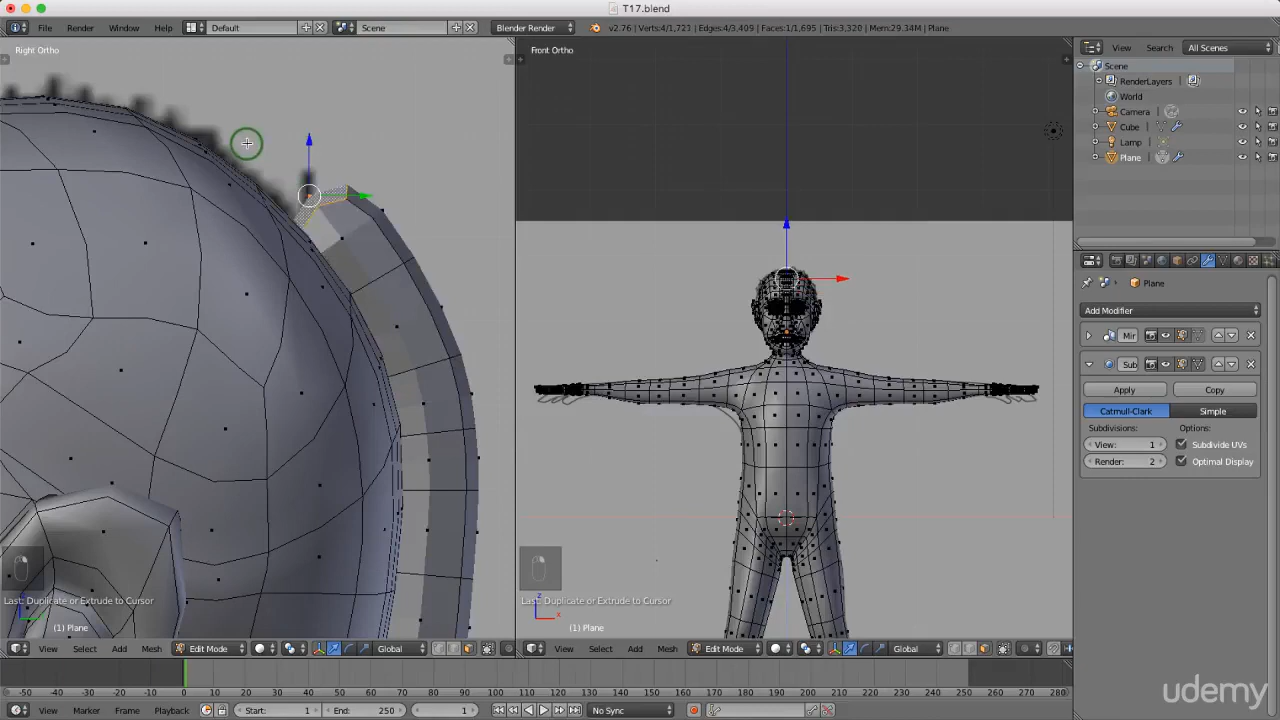 T17.blend
File Render Window Help Default Scene Blender Render v2.76 | Verts:4/1,721 | Edges:4/3,409 | Faces:1/1,695 | Tris:3,320 | Mem:29.34M | Plane
View Search All Scenes
Right Ortho
Front Ortho
Scene
RenderLayers
World
Camera
Cube
Lamp
Plane
Plane
Add Modifier
Mir
Sub
Apply Copy
Catmull-Clark Simple
Subdivisions: Options:
View: 1 Subdivide UVs
Render: 2 Optimal Display
Last: Duplicate or Extrude to Cursor
Last: Duplicate or Extrude to Cursor
(1) Plane
(1) Plane
View Select Add Mesh Edit Mode Global
View Select Add Mesh Edit Mode Global
-50 -40 -30 -20 -10 0 10 20 30 40 50 60 70 80 90 100 110 120 130 140 150 160 170 180 190 200 210 220 230 240 250 260 270 280
View Marker Frame Playback Start: 1 End: 250 1 No Sync
udemy